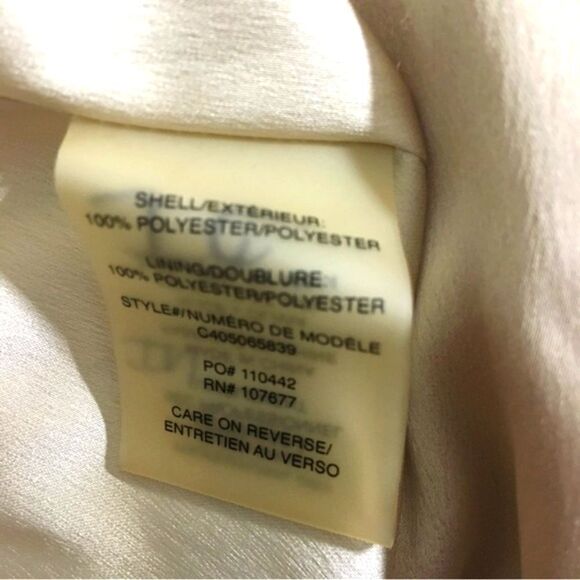 SHELL/EXTÉRIEUR:
100% POLYESTER/POLYESTER
LINING/DOUBLURE:
100% POLYESTER/POLYESTER
STYLE#/NUMÉRO DE MODÈLE
C405065839
PO# 110442
RN# 107677
CARE ON REVERSE/
ENTRETIEN AU VERSO